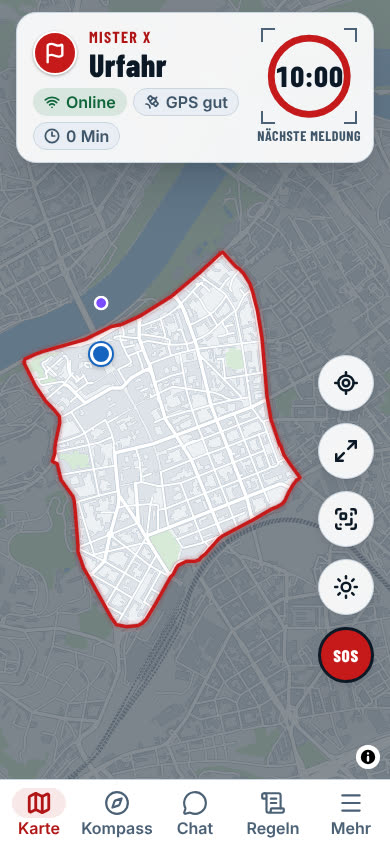 MISTER X
Urfahr
Online
GPS gut
0 Min
10:00
NÄCHSTE MELDUNG
SOS
Karte
Kompass
Chat
Regeln
Mehr